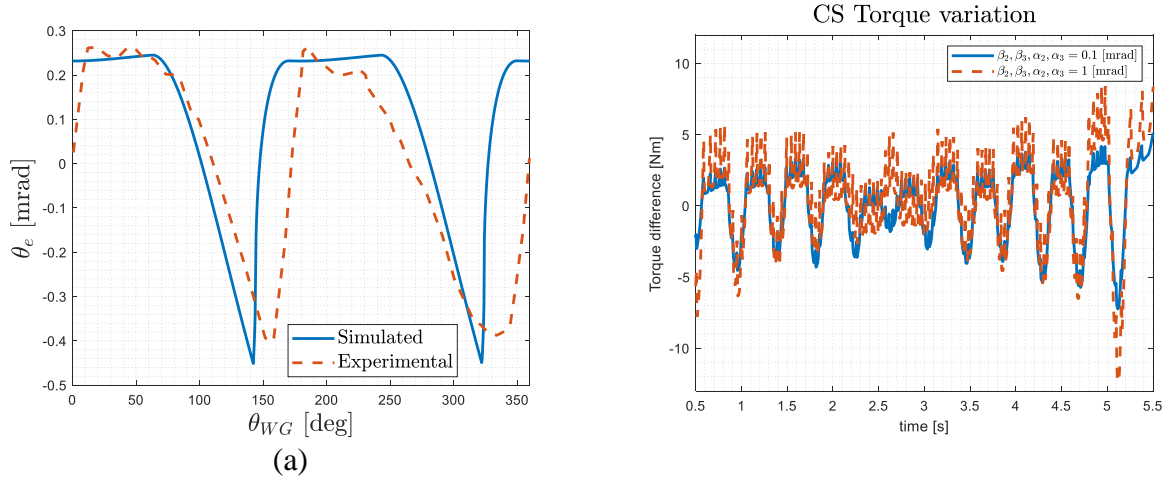 0.3
0.2
0.1
0
-0.1
-0.2
-0.3
-0.4
-0.5
θ_e [mrad]
Simulated
Experimental
0 50 100 150 200 250 300 350
θ_WG [deg]
(a)
CS Torque variation
β₂, β₃, α₂, α₃ = 0.1 [mrad]
β₂, β₃, α₂, α₃ = 1 [mrad]
10
5
0
-5
-10
Torque difference [Nm]
0.5 1 1.5 2 2.5 3 3.5 4 4.5 5 5.5
time [s]